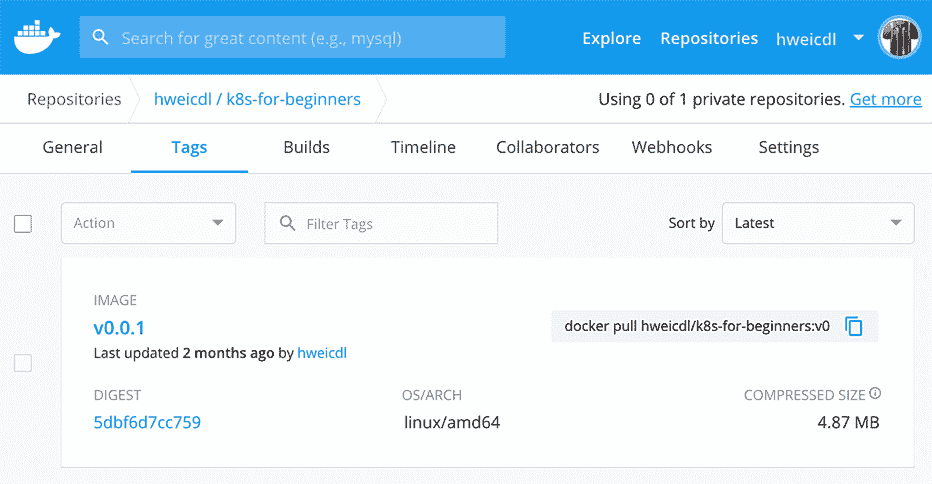 Search for great content (e.g., mysql)
Explore Repositories hweicdl
Repositories hweicdl / k8s-for-beginners Using 0 of 1 private repositories. Get more
General Tags Builds Timeline Collaborators Webhooks Settings
Action Filter Tags Sort by Latest
IMAGE
v0.0.1
docker pull hweicdl/k8s-for-beginners:v0
Last updated 2 months ago by hweicdl
DIGEST OS/ARCH COMPRESSED SIZE
5dbf6d7cc759 linux/amd64 4.87 MB